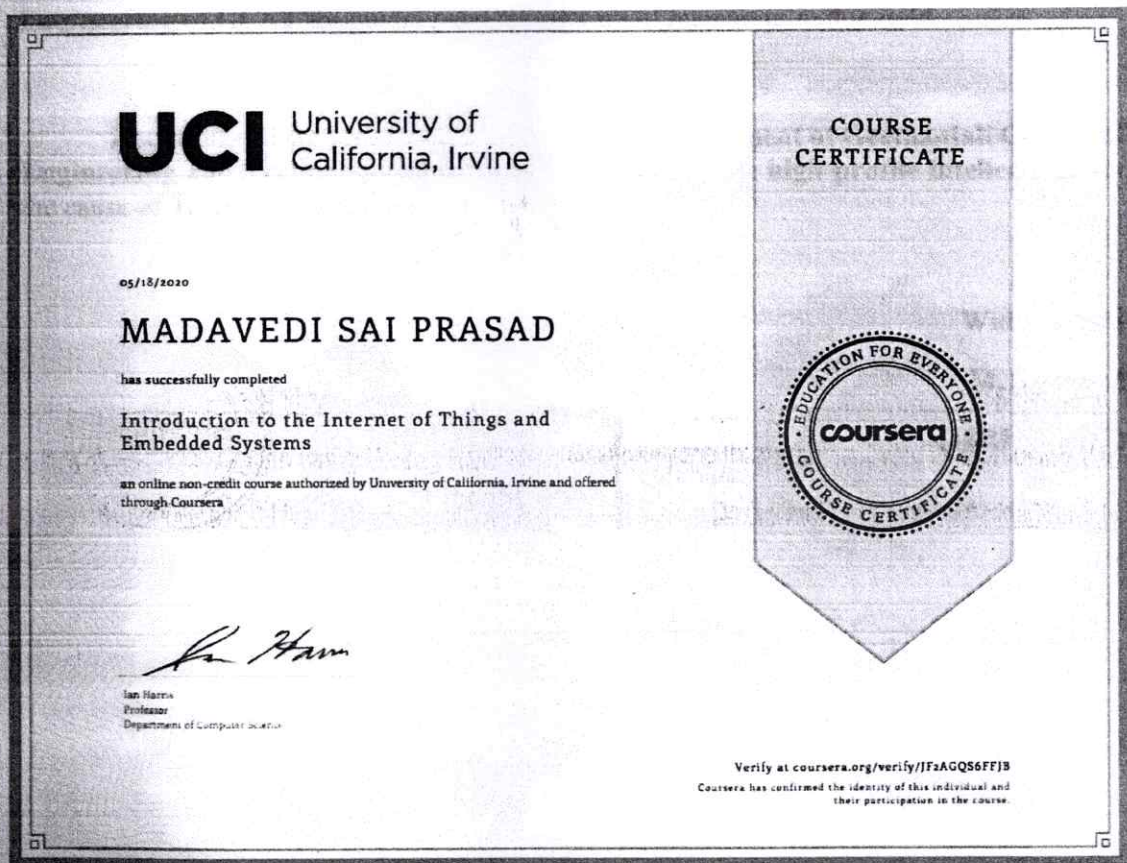 UCI University of
California, Irvine
COURSE
CERTIFICATE
05/18/2020
MADAVEDI SAI PRASAD
has successfully completed
Introduction to the Internet of Things and
Embedded Systems
an online non-credit course authorized by University of California, Irvine and offered
through Coursera
EDUCATION FOR EVERYONE
coursera
COURSE CERTIFICATE
Ian Harris
Ian Harris
Professor
Department of Computer Science
Verify at coursera.org/verify/JF2AGQS6FFJB
Coursera has confirmed the identity of this individual and
their participation in the course.